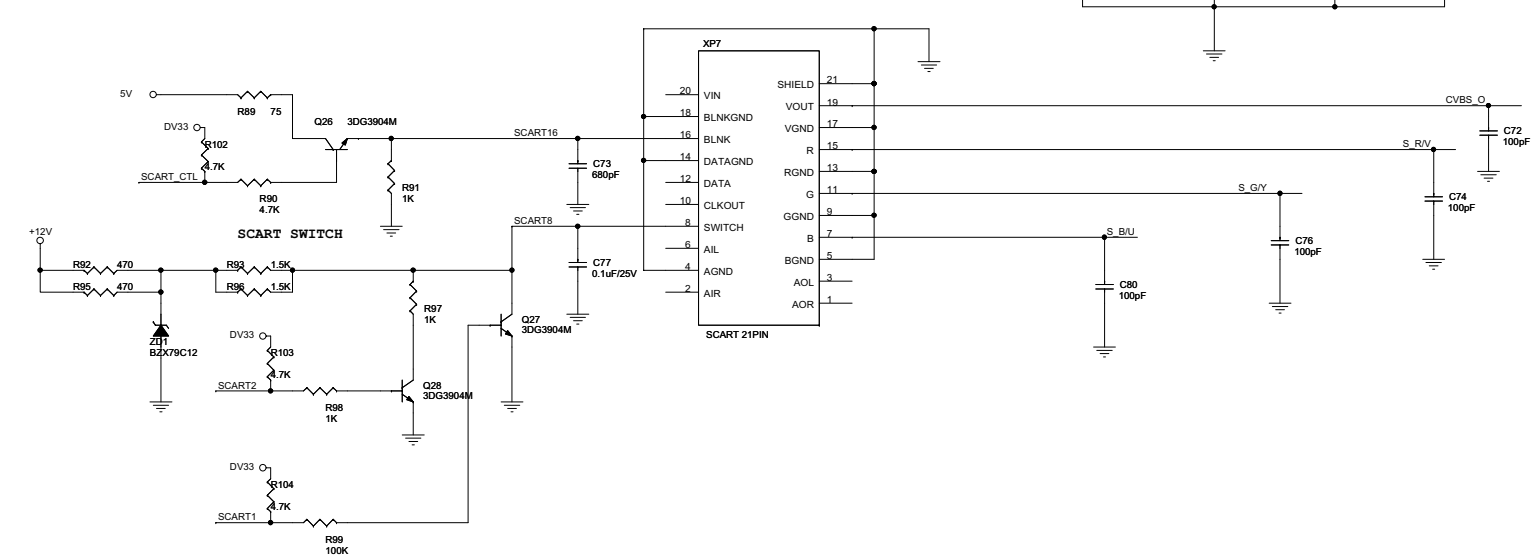 XP7
5V
R89 75
Q26 3DG3904M
DV33
R102
4.7K
SCART_CTL
R90
4.7K
R91
1K
SCART16
C73
680pF
SCART SWITCH
+12V
R92 470
R95 470
R93 1.5K
R96 1.5K
ZD1
BZX79C12
R97
1K
SCART8
C77
0.1uF/25V
Q27
3DG3904M
DV33
R103
4.7K
SCART2
R98
1K
Q28
3DG3904M
DV33
R104
4.7K
SCART1
R99
100K
20 VIN
18 BLNKGND
16 BLNK
14 DATAGND
12 DATA
10 CLKOUT
8 SWITCH
6 AIL
4 AGND
2 AIR
SHIELD 21
VOUT 19
VGND 17
R 15
RGND 13
G 11
GGND 9
B 7
BGND 5
AOL 3
AOR 1
SCART 21PIN
CVBS_O
C72
100pF
S_R/V
C74
100pF
S_G/Y
C76
100pF
S_B/U
C80
100pF